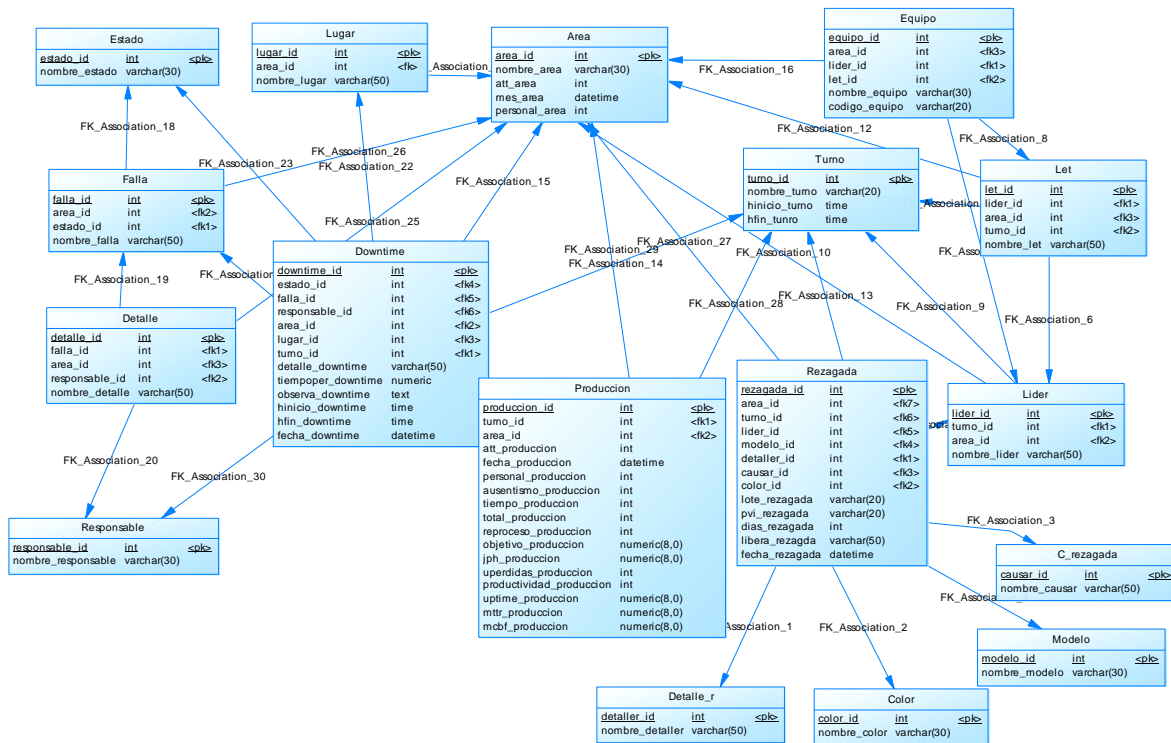 Estado
estado_id int <pk>
nombre_estado varchar(30)
Lugar
lugar_id int <pk>
area_id int <fk>
nombre_lugar varchar(50)
Area
area_id int <pk>
nombre_area varchar(30)
att_area int
mes_area datetime
personal_area int
Equipo
equipo_id int <pk>
area_id int <fk3>
lider_id int <fk1>
let_id int <fk2>
nombre_equipo varchar(30)
codigo_equipo varchar(20)
_Association_
FK_Association_16
FK_Association_18
FK_Association_12
FK_Association_8
FK_Association_26
FK_Association_23
FK_Association_22
FK_Association_15
Falla
falla_id int <pk>
area_id int <fk2>
estado_id int <fk1>
nombre_falla varchar(50)
Turno
turno_id int <pk>
nombre_turno varchar(20)
hinicio_turno time
hfin_tunro time
Let
let_id int <pk>
lider_id int <fk1>
area_id int <fk3>
turno_id int <fk2>
nombre_let varchar(50)
FK_Association_25
FK_Association_19
FK_Association_29
FK_Association_14
FK_Association_27
FK_Association_10
FK_Association_28
FK_Association_13
FK_Association_9
FK_Association_6
Downtime
downtime_id int <pk>
estado_id int <fk4>
falla_id int <fk5>
responsable_id int <fk6>
area_id int <fk2>
lugar_id int <fk3>
turno_id int <fk1>
detalle_downtime varchar(50)
tiempoper_downtime numeric
observa_downtime text
hinicio_downtime time
hfin_downtime time
fecha_downtime datetime
Detalle
detalle_id int <pk>
falla_id int <fk1>
area_id int <fk3>
responsable_id int <fk2>
nombre_detalle varchar(50)
Produccion
produccion_id int <pk>
turno_id int <fk1>
area_id int <fk2>
att_produccion int
fecha_produccion datetime
personal_produccion int
ausentismo_produccion int
tiempo_produccion int
total_produccion int
reproceso_produccion int
objetivo_produccion numeric(8,0)
jph_produccion numeric(8,0)
uperdidas_produccion int
productividad_produccion int
uptime_produccion numeric(8,0)
mttr_produccion numeric(8,0)
mcbf_produccion numeric(8,0)
Rezagada
rezagada_id int <pk>
area_id int <fk7>
turno_id int <fk6>
lider_id int <fk5>
modelo_id int <fk4>
detaller_id int <fk1>
causar_id int <fk3>
color_id int <fk2>
lote_rezagada varchar(20)
pvi_rezagada varchar(20)
dias_rezagada int
libera_rezgada varchar(50)
fecha_rezagda datetime
Lider
lider_id int <pk>
turno_id int <fk1>
area_id int <fk2>
nombre_lider varchar(50)
FK_Association_20
FK_Association_30
Responsable
responsable_id int <pk>
nombre_responsable varchar(30)
FK_Association_3
C_rezagada
causar_id int <pk>
nombre_causar varchar(50)
FK_Association_
Association_1
FK_Association_2
Modelo
modelo_id int <pk>
nombre_modelo varchar(30)
Detalle_r
detaller_id int <pk>
nombre_detaller varchar(50)
Color
color_id int <pk>
nombre_color varchar(30)